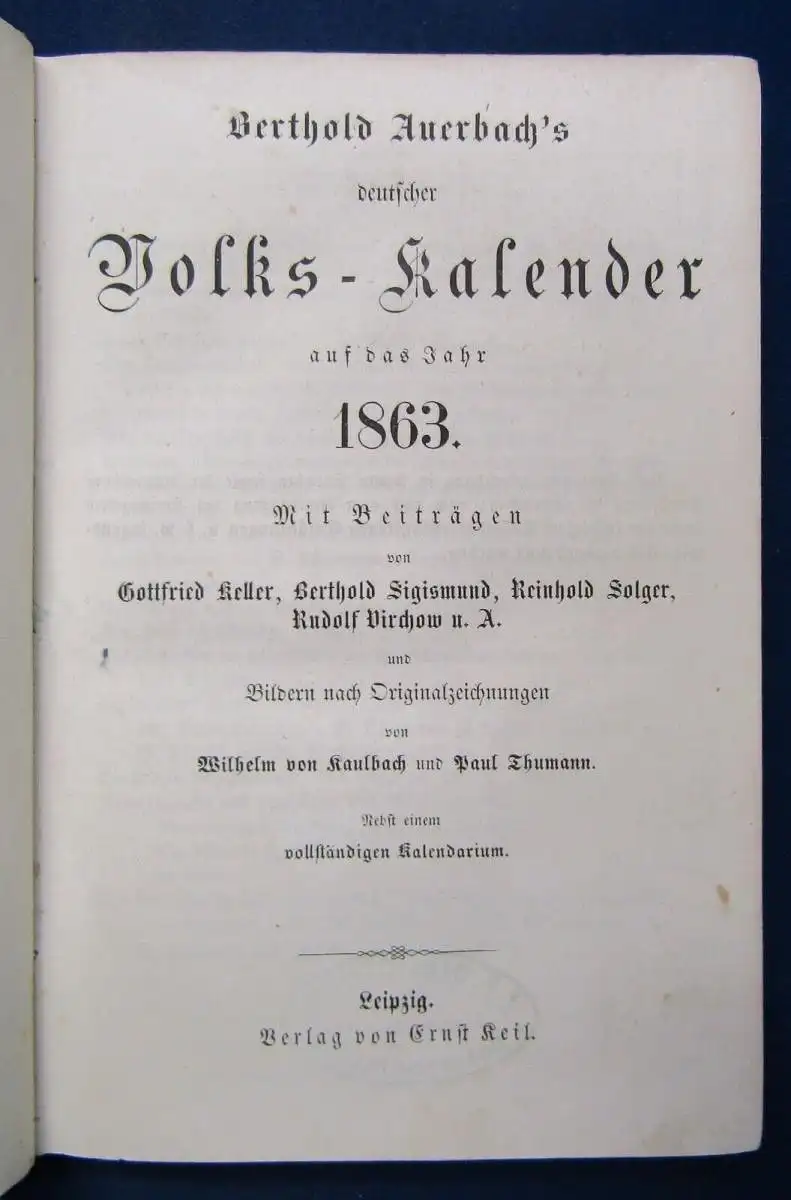 Berthold Auerbach's
deutscher
Volks-Kalender
auf das Jahr
1863.
Mit Beiträgen
von
Gottfried Keller, Berthold Sigismund, Reinhold Solger,
Rudolf Virchow u. A.
und
Bildern nach Originalzeichnungen
von
Wilhelm von Kaulbach und Paul Thumann.
Nebst einem
vollständigen Kalendarium.
Leipzig.
Verlag von Ernst Keil.